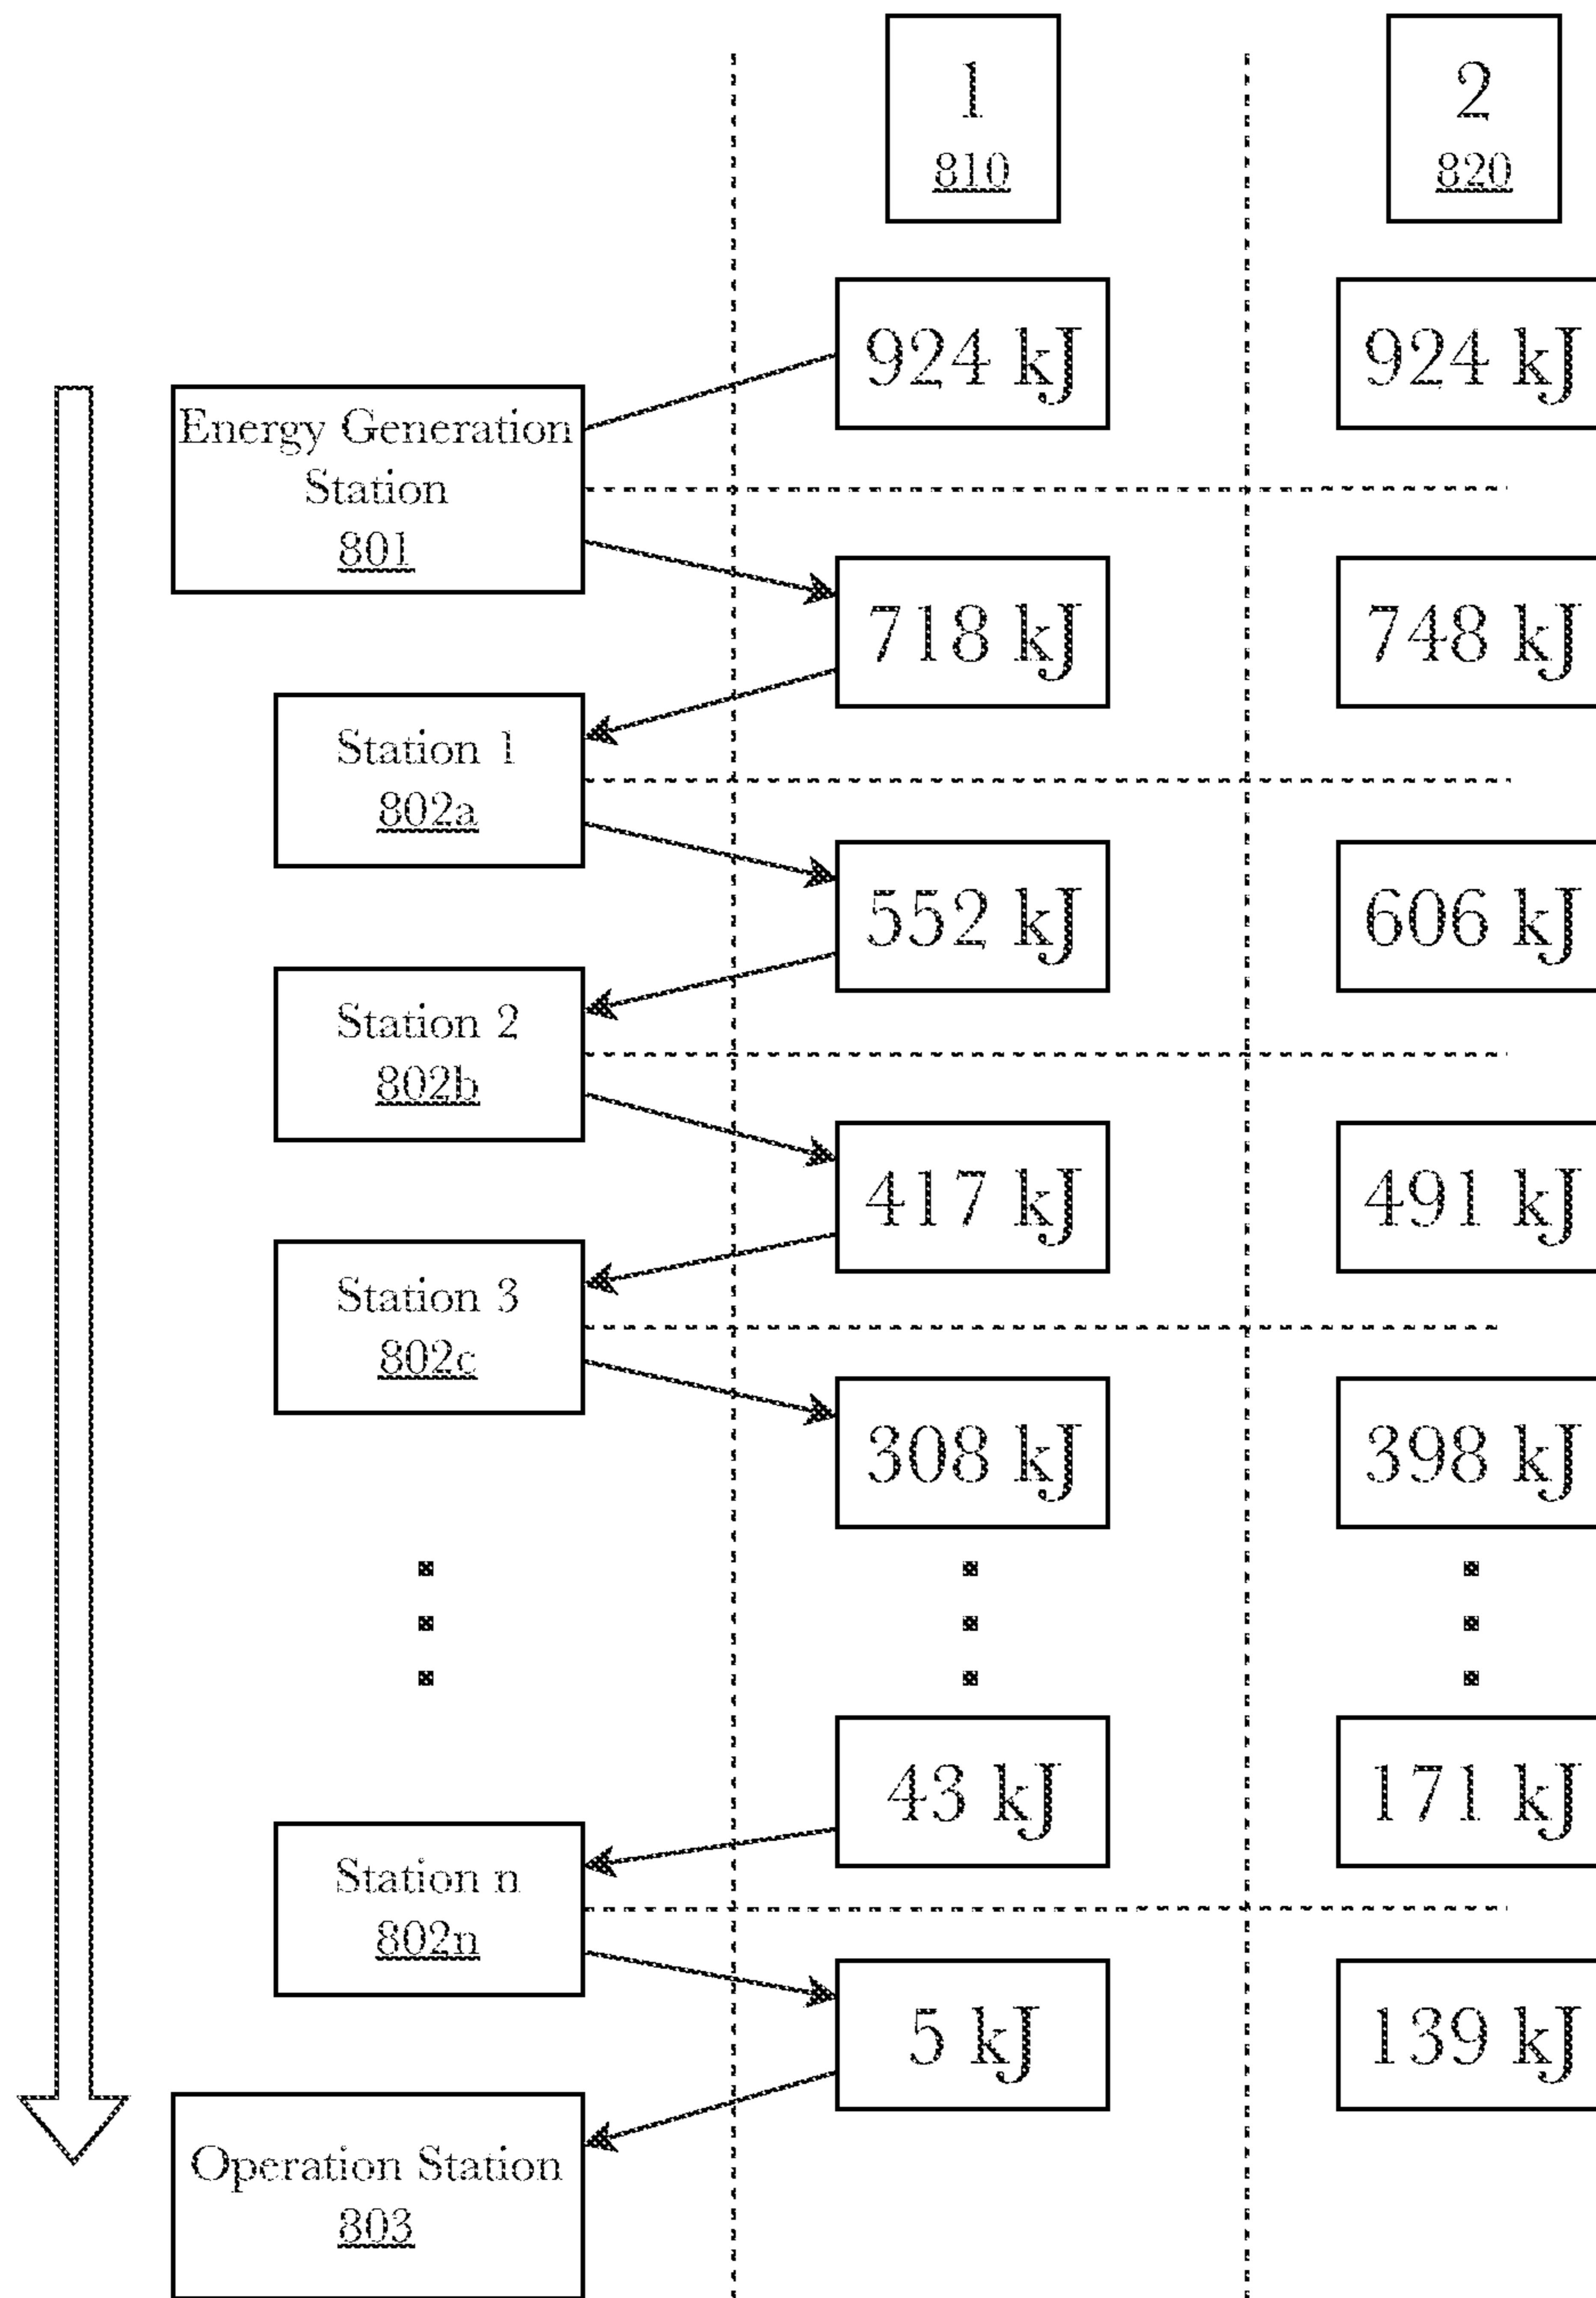 1
810
2
820
924 kJ
924 kJ
Energy Generation
Station
801
718 kJ
748 kJ
Station 1
802a
552 kJ
606 kJ
Station 2
802b
417 kJ
491 kJ
Station 3
802c
308 kJ
398 kJ
43 kJ
171 kJ
Station n
802n
5 kJ
139 kJ
Operation Station
803